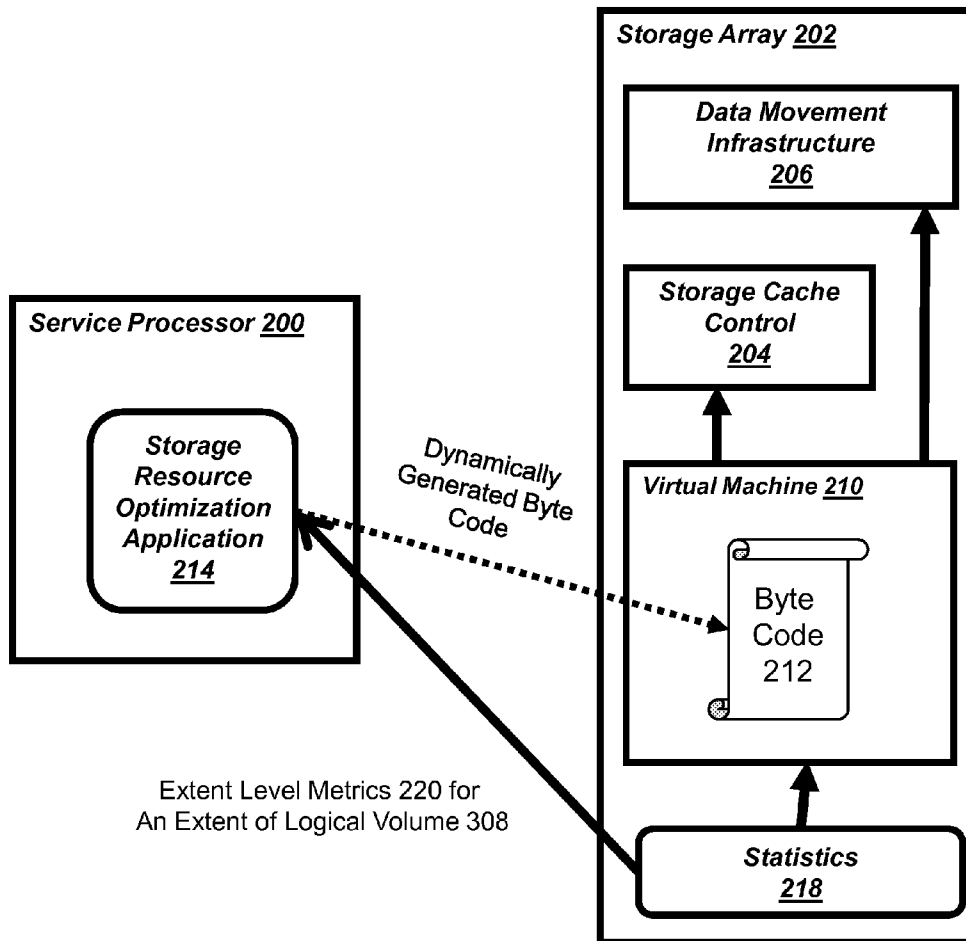 Storage Array 202
Data Movement
Infrastructure
206
Storage Cache
Control
204
Service Processor 200
Storage
Resource
Optimization
Application
214
Dynamically
Generated Byte
Code
Virtual Machine 210
Byte
Code
212
Extent Level Metrics 220 for
An Extent of Logical Volume 308
Statistics
218